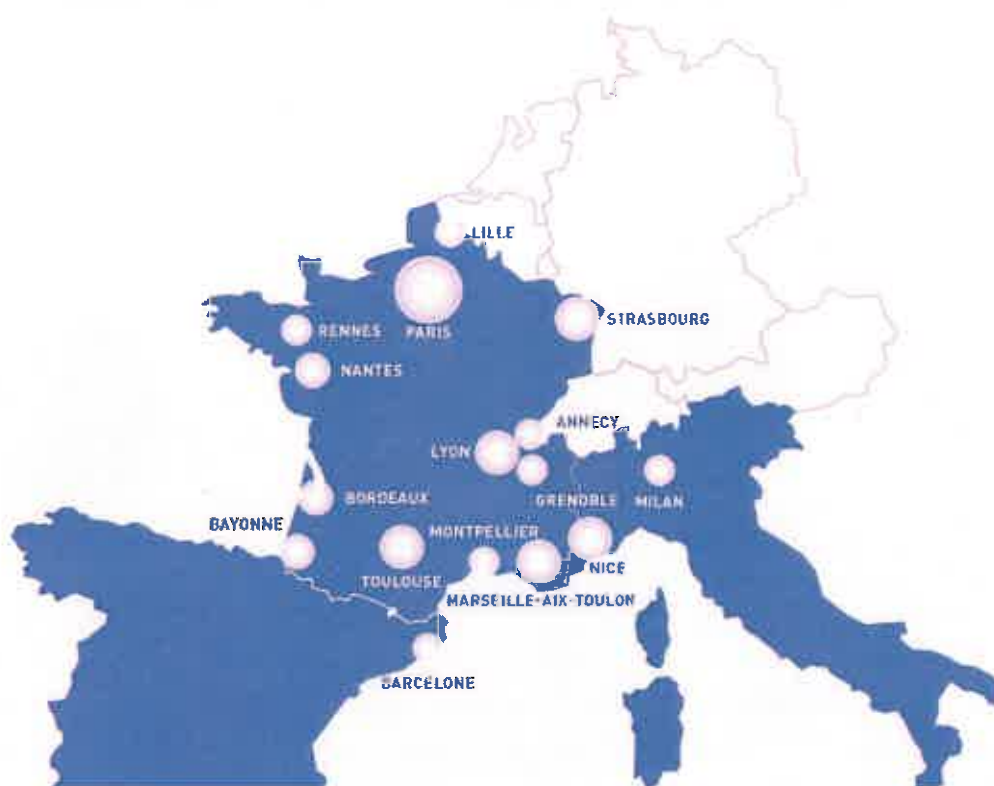 LILLE
STRASBOURG
RENNES
PARIS
NANTES
ANNECY
LYON
GRENOBLE
MILAN
BORDEAUX
BAYONNE
MONTPELLIER
TOULOUSE
NICE
MARSEILLE-AIX-TOULON
BARCELONE